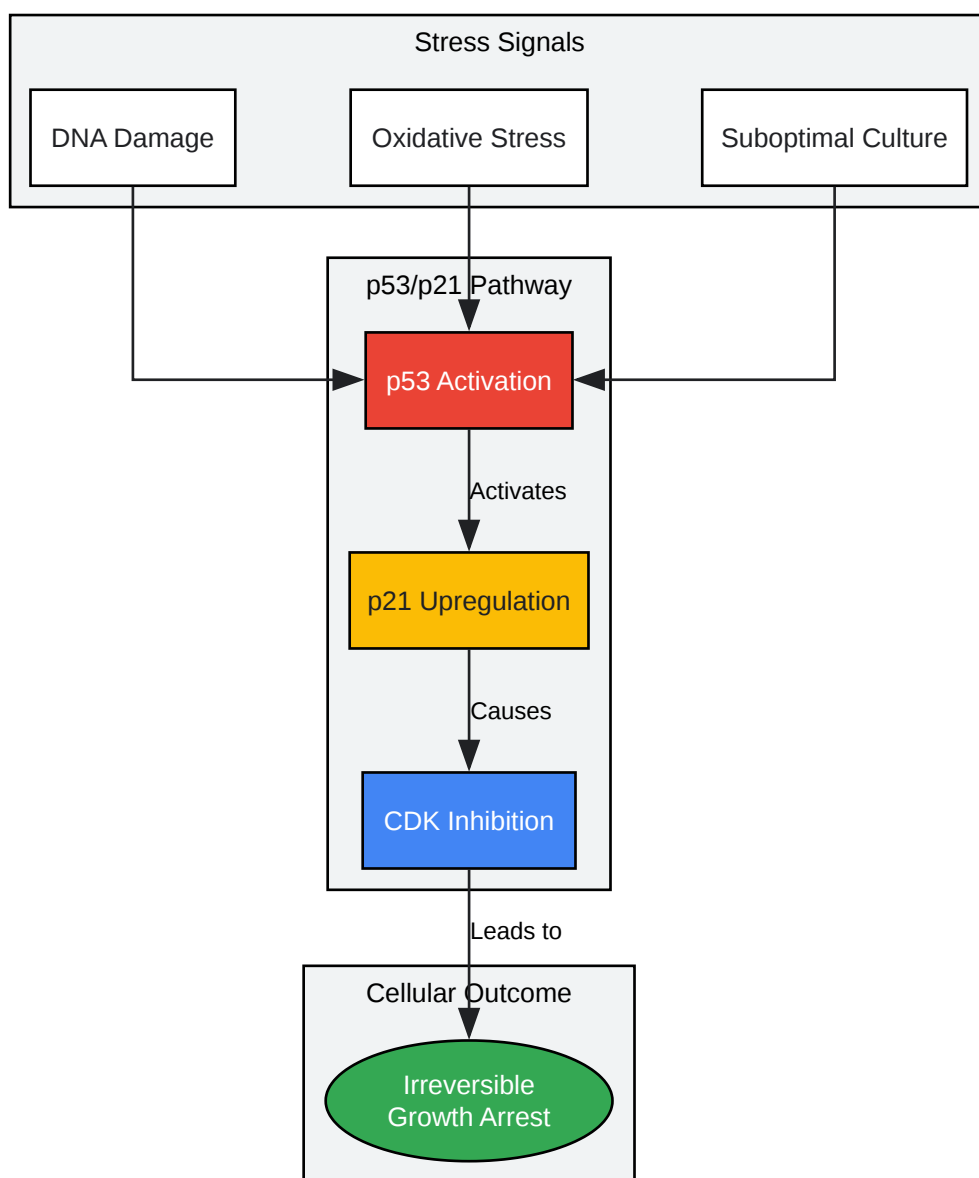 Stress Signals
DNA Damage
Oxidative Stress
Suboptimal Culture
p53/p21 Pathway
p53 Activation
Activates
p21 Upregulation
Causes
CDK Inhibition
Leads to
Cellular Outcome
Irreversible
Growth Arrest